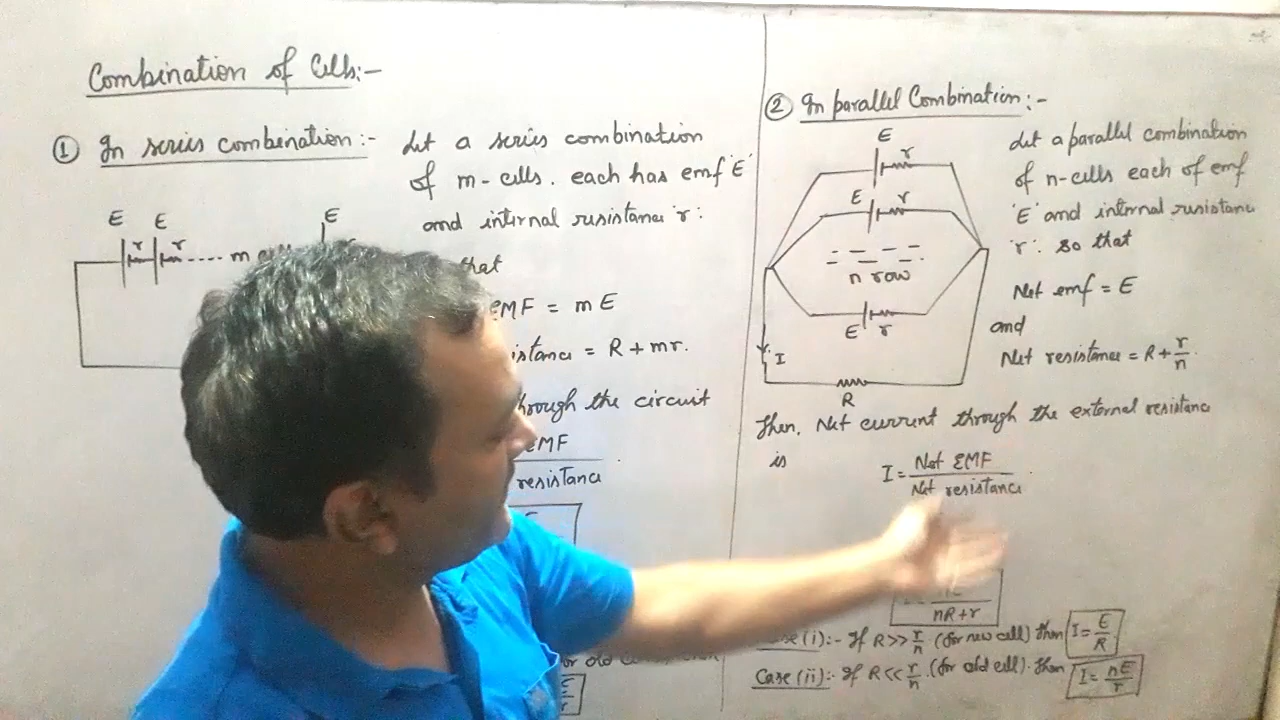 Combination of Cells:-
① In series combination:- Let a series combination
of m-cells. each has emf 'E'
and internal resistance 'r':
E E E
r r .... m
that
EMF = mE
= R + mr.
through the circuit
EMF
resistance
② In parallel Combination:-
E r
E r
n row
E r
I
R
Let a parallel combination
of n-cells each of emf
'E' and internal resistance
'r'. so that
Net emf = E
and
Net resistance = R + r/n
Then, Net current through the external resistance
is I = Net EMF / Net resistance
nR+r
Case (i):- If R >> r/n (for new cell) then I = E/R
Case (ii):- If R << r/n. (for old cell). then I = nE/r